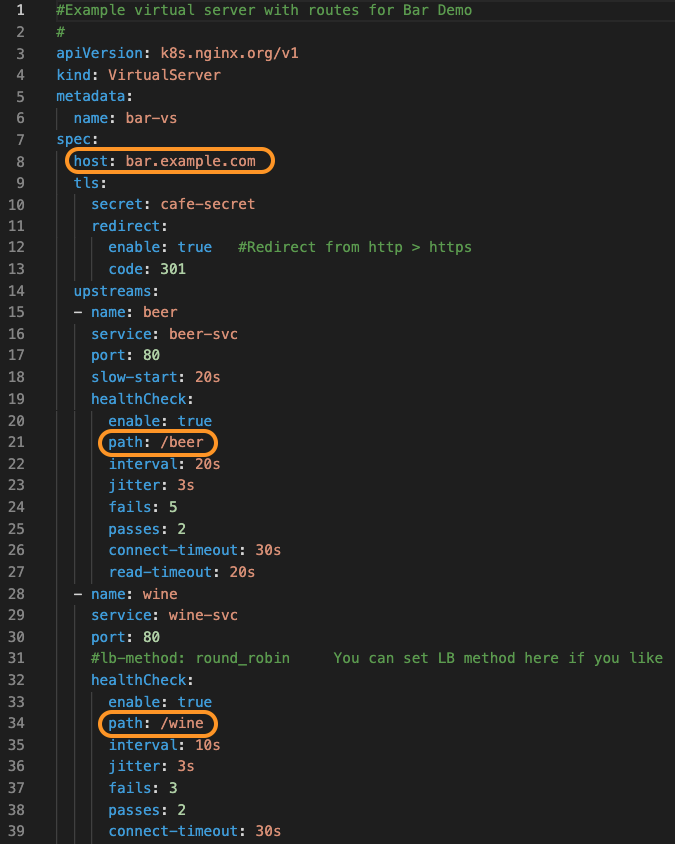 1 #Example virtual server with routes for Bar Demo
2 #
3 apiVersion: k8s.nginx.org/v1
4 kind: VirtualServer
5 metadata:
6   name: bar-vs
7 spec:
8   host: bar.example.com
9   tls:
10     secret: cafe-secret
11     redirect:
12       enable: true   #Redirect from http > https
13       code: 301
14   upstreams:
15   - name: beer
16     service: beer-svc
17     port: 80
18     slow-start: 20s
19     healthCheck:
20       enable: true
21       path: /beer
22       interval: 20s
23       jitter: 3s
24       fails: 5
25       passes: 2
26       connect-timeout: 30s
27       read-timeout: 20s
28   - name: wine
29     service: wine-svc
30     port: 80
31     #lb-method: round_robin     You can set LB method here if you like
32     healthCheck:
33       enable: true
34       path: /wine
35       interval: 10s
36       jitter: 3s
37       fails: 3
38       passes: 2
39       connect-timeout: 30s